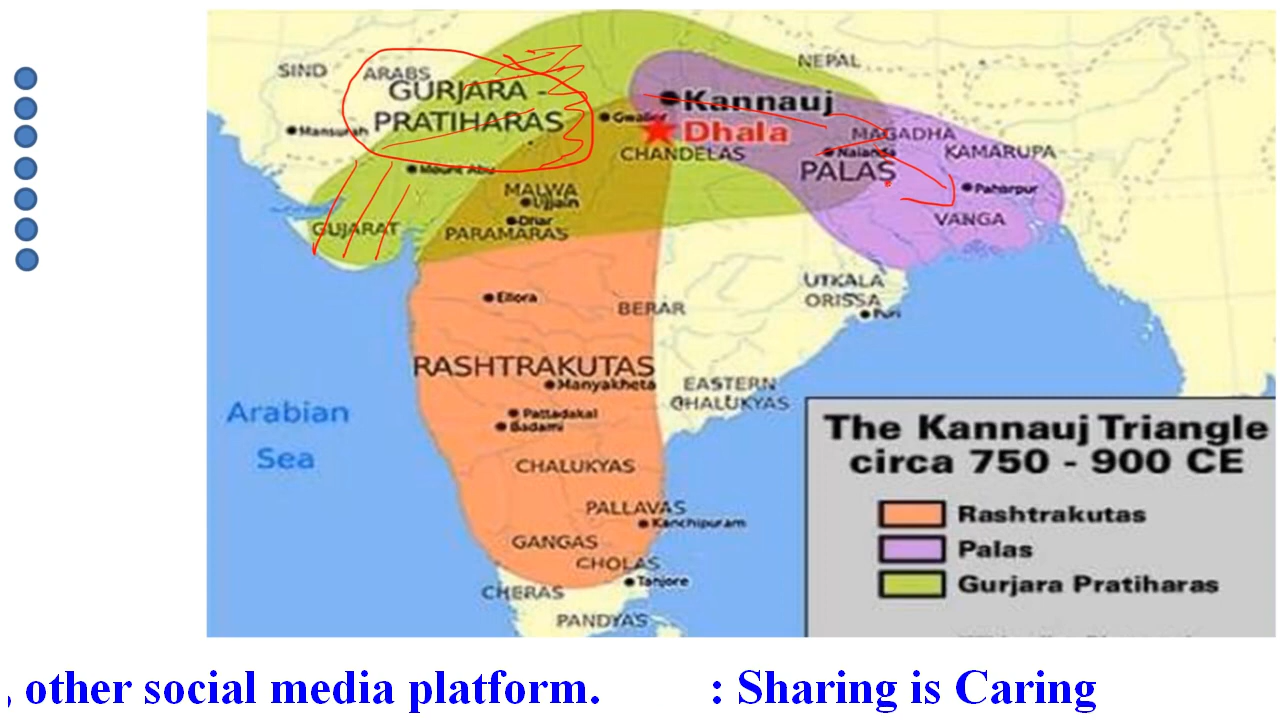 SIND
ARABS
NEPAL
GURJARA -
PRATIHARAS
Kannauj
Gwalior
Dhala
Mansurah
MAGADHA
CHANDELAS
Nalanda
KAMARUPA
Mount Abu
PALAS
MALWA
Ujjain
Paharpur
Dhar
VANGA
GUJARAT
PARAMARAS
UTKALA
ORISSA
Ellora
BERAR
Puri
RASHTRAKUTAS
Manyakheta
EASTERN
CHALUKYAS
Arabian
Sea
Pattadakal
Badami
The Kannauj Triangle
circa 750 - 900 CE
CHALUKYAS
PALLAVAS
Kanchipuram
Rashtrakutas
GANGAS
Palas
CHOLAS
Tanjore
Gurjara Pratiharas
CHERAS
PANDYAS
, other social media platform. : Sharing is Caring